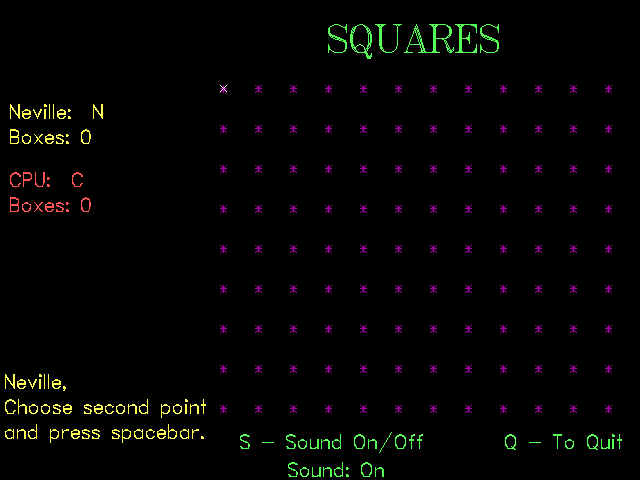 SQUARES
Neville: N
Boxes: 0
CPU: C
Boxes: 0
Neville,
Choose second point
and press spacebar.
S - Sound On/Off
Q - To Quit
Sound: On